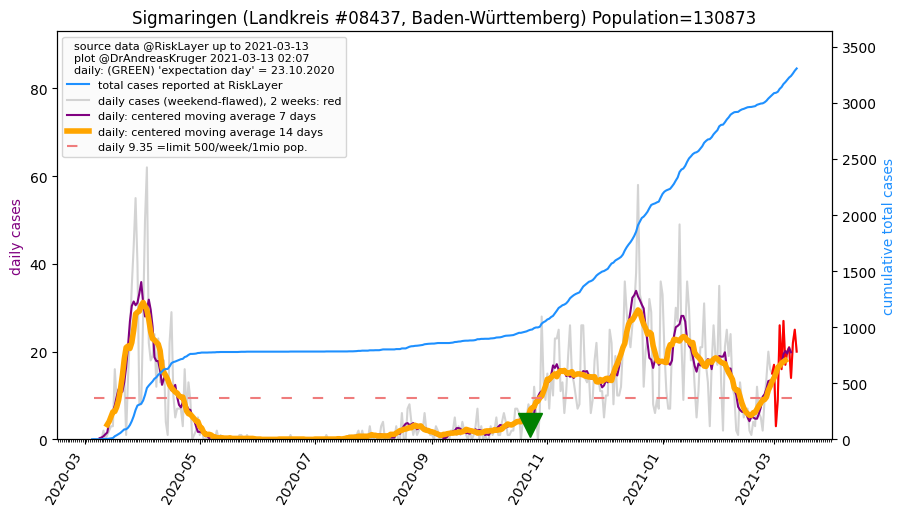 Sigmaringen (Landkreis #08437, Baden-Württemberg) Population=130873
source data @RiskLayer up to 2021-03-13
plot @DrAndreasKruger 2021-03-13 02:07
daily: (GREEN) 'expectation day' = 23.10.2020
total cases reported at RiskLayer
daily cases (weekend-flawed), 2 weeks: red
daily: centered moving average 7 days
daily: centered moving average 14 days
daily 9.35 =limit 500/week/1mio pop.
daily cases
80
60
40
20
0
cumulative total cases
3500
3000
2500
2000
1500
1000
500
0
2020-03
2020-05
2020-07
2020-09
2020-11
2021-01
2021-03